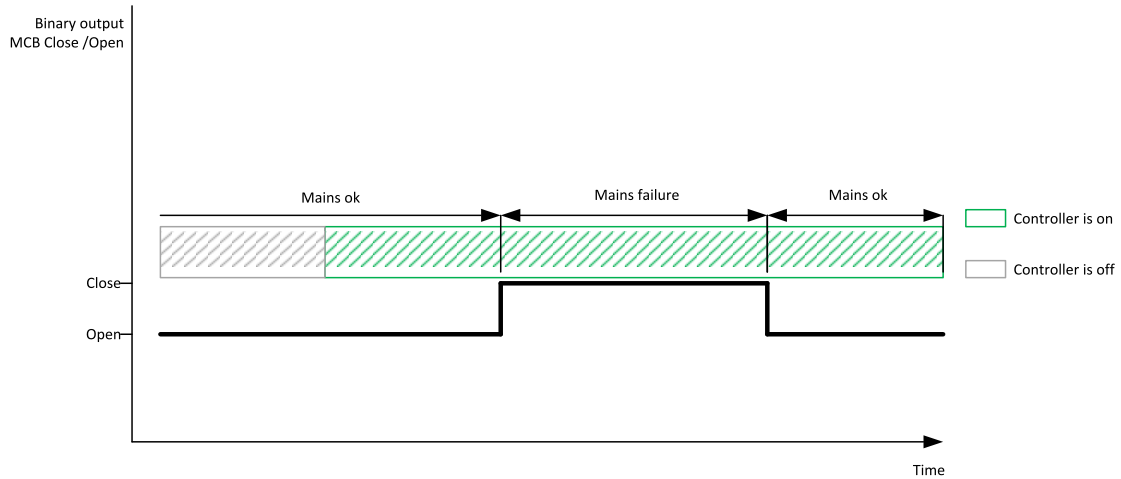 Binary output
MCB Close /Open
Mains ok
Mains failure
Mains ok
Controller is on
Controller is off
Close
Open
Time